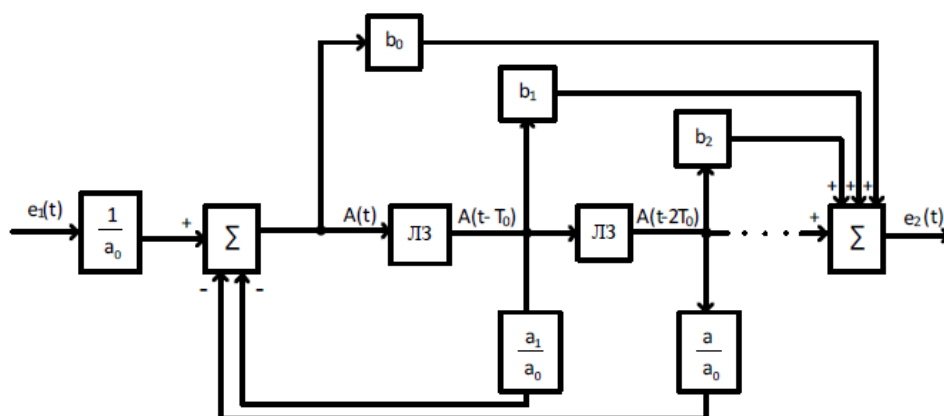 b₀
b₁
b₂
e₁(t)
1
a₀
+
Σ
A(t)
ЛЗ
A(t- T₀)
ЛЗ
A(t-2T₀)
. . . .
+
+
+
+
Σ
e₂(t)
-
-
a₁
a₀
a
a₀